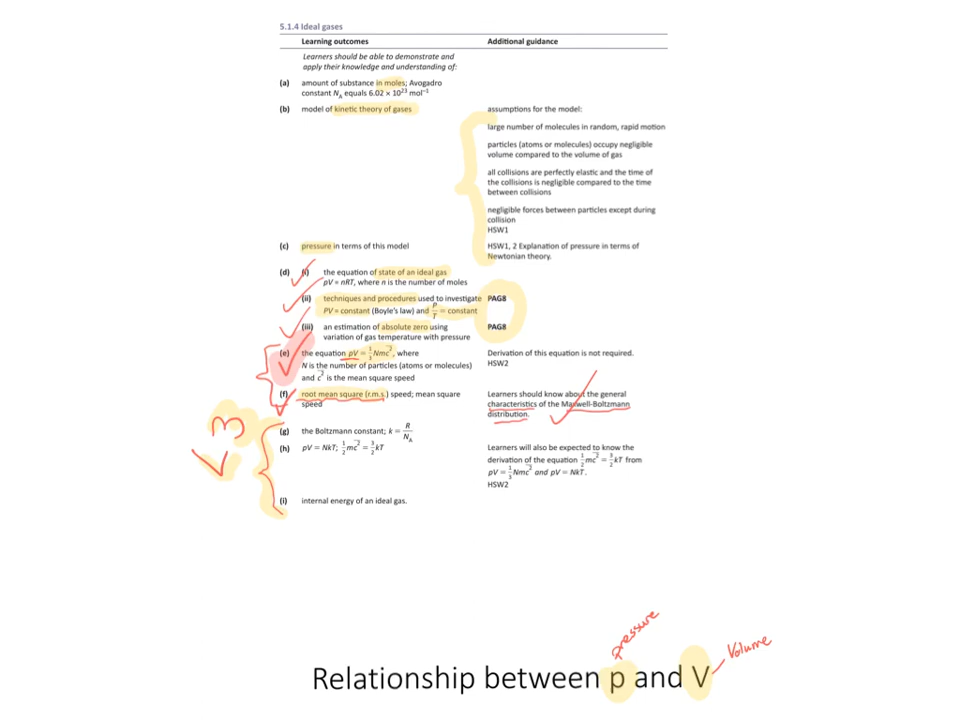 5.1.4 Ideal gases
Learning outcomes Additional guidance
Learners should be able to demonstrate and
apply their knowledge and understanding of:
(a) amount of substance in moles; Avogadro
constant N_A equals 6.02 × 10²³ mol⁻¹
(b) model of kinetic theory of gases assumptions for the model:
large number of molecules in random, rapid motion
particles (atoms or molecules) occupy negligible
volume compared to the volume of gas
all collisions are perfectly elastic and the time of
the collisions is negligible compared to the time
between collisions
negligible forces between particles except during
collision
HSW1
(c) pressure in terms of this model HSW1, 2 Explanation of pressure in terms of
Newtonian theory.
(d) (i) the equation of state of an ideal gas
pV = nRT, where n is the number of moles
(ii) techniques and procedures used to investigate PAG8
PV = constant (Boyle's law) and P/T = constant
(iii) an estimation of absolute zero using PAG8
variation of gas temperature with pressure
(e) the equation pV = 1/3 Nmc̄², where Derivation of this equation is not required.
N is the number of particles (atoms or molecules) HSW2
and c̄² is the mean square speed
(f) root mean square (r.m.s.) speed; mean square Learners should know about the general
speed characteristics of the Maxwell-Boltzmann
distribution.
L3
(g) the Boltzmann constant; k = R/N_A
(h) pV = NkT; 1/2 mc̄² = 3/2 kT Learners will also be expected to know the
derivation of the equation 1/2 mc̄² = 3/2 kT from
pV = 1/3 Nmc̄² and pV = NkT.
HSW2
(i) internal energy of an ideal gas.
pressure
Volume
Relationship between p and V